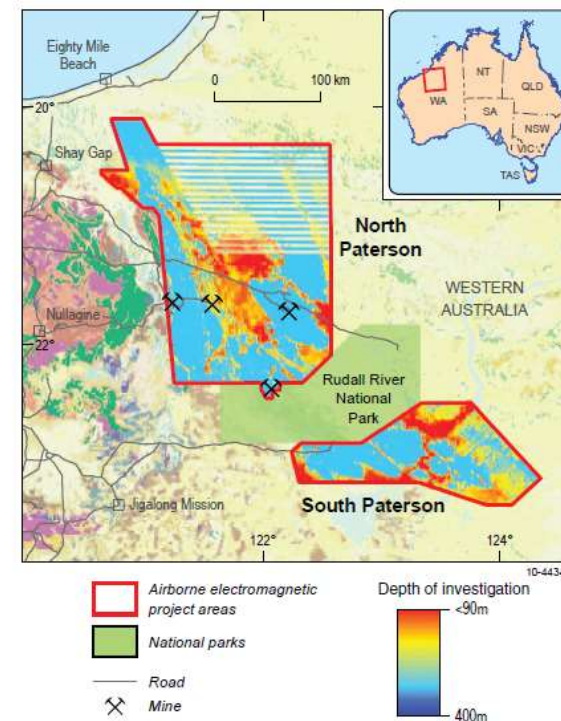 Eighty Mile
Beach
0 100 km
20°
Shay Gap
NT
WA
QLD
SA
NSW
VIC
TAS
North
Paterson
WESTERN
AUSTRALIA
Nullagine
22°
Rudall River
National
Park
South Paterson
Jigalong Mission
122° 124°
10-4434
Airborne electromagnetic
project areas
National parks
Road
Mine
Depth of investigation
<90m
400m